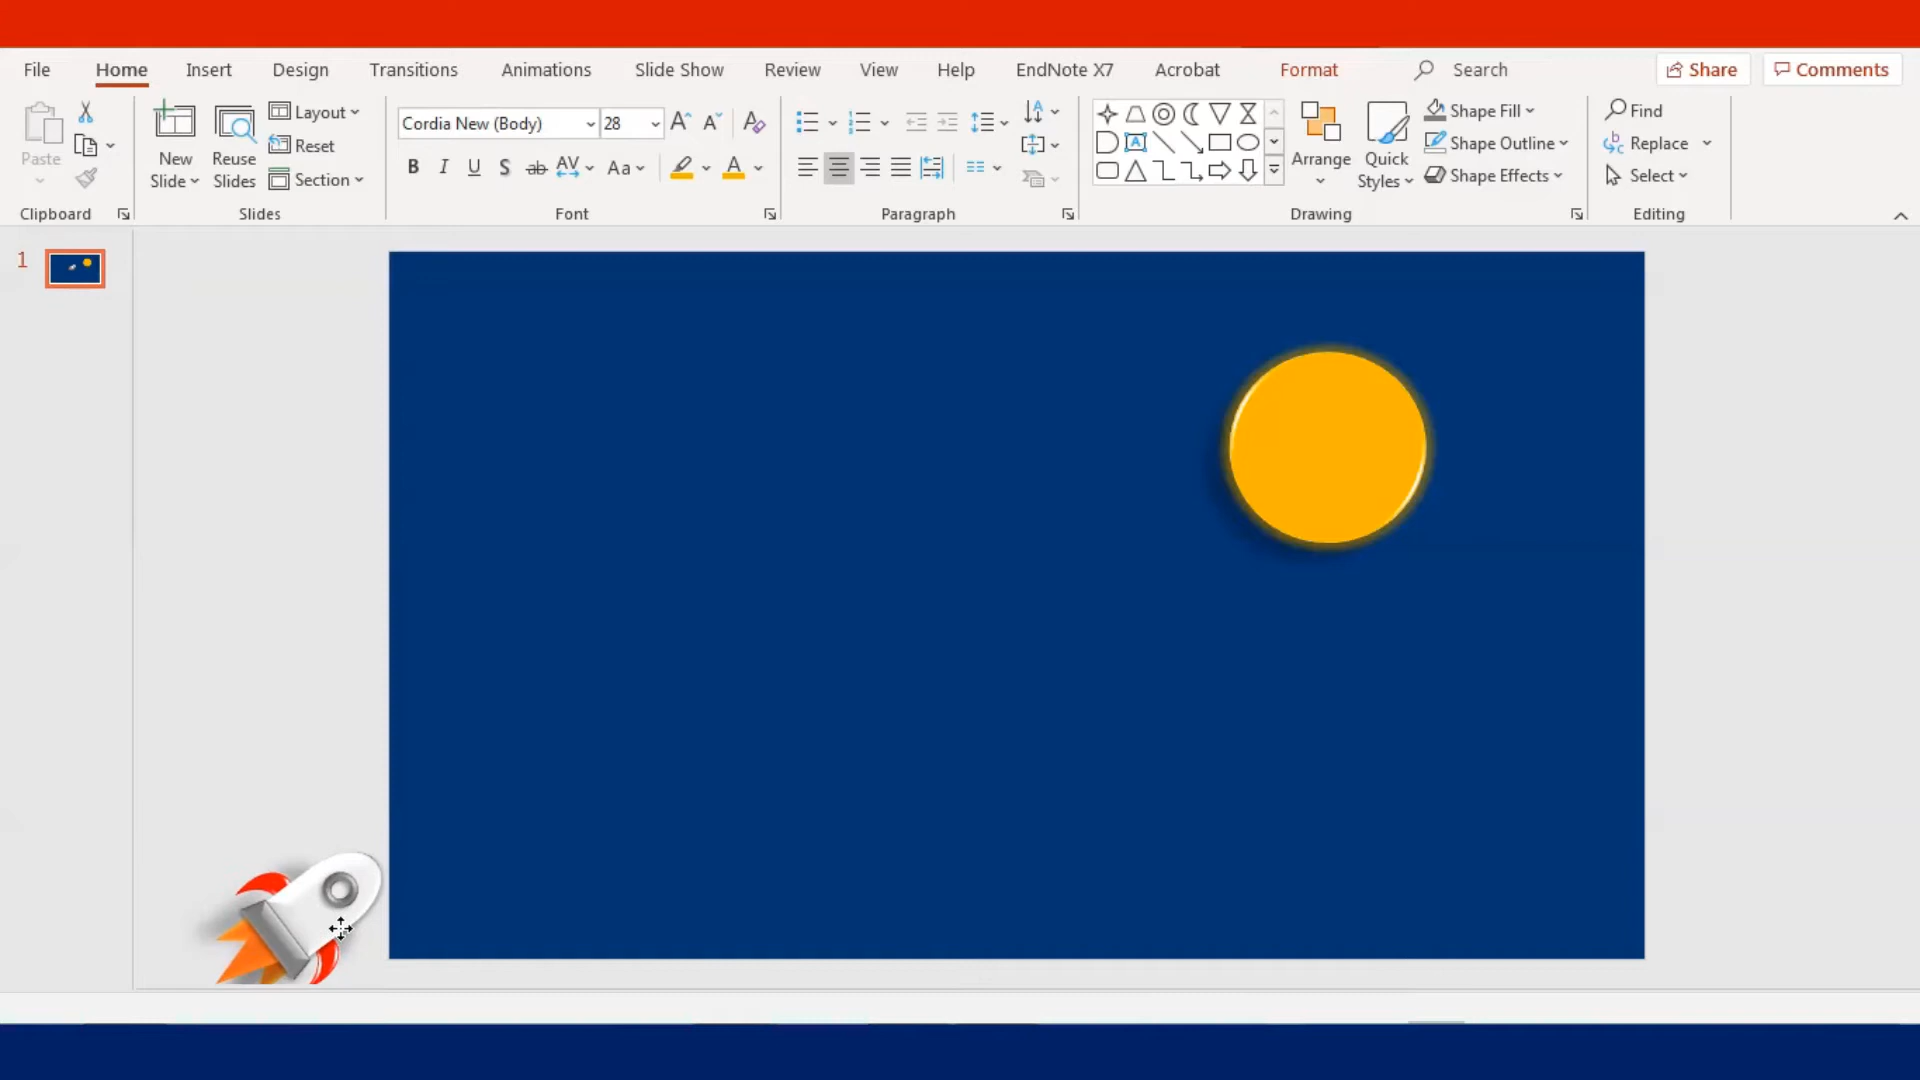 File Home Insert Design Transitions Animations Slide Show Review View Help EndNote X7 Acrobat Format Search Share Comments
Paste
New Slide
Reuse Slides
Layout
Reset
Section
Cordia New (Body) 28 A A A
B I U S ab AV Aa A
Arrange
Quick Styles
Shape Fill
Shape Outline
Shape Effects
Find
Replace
Select
Clipboard Slides Font Paragraph Drawing Editing
1